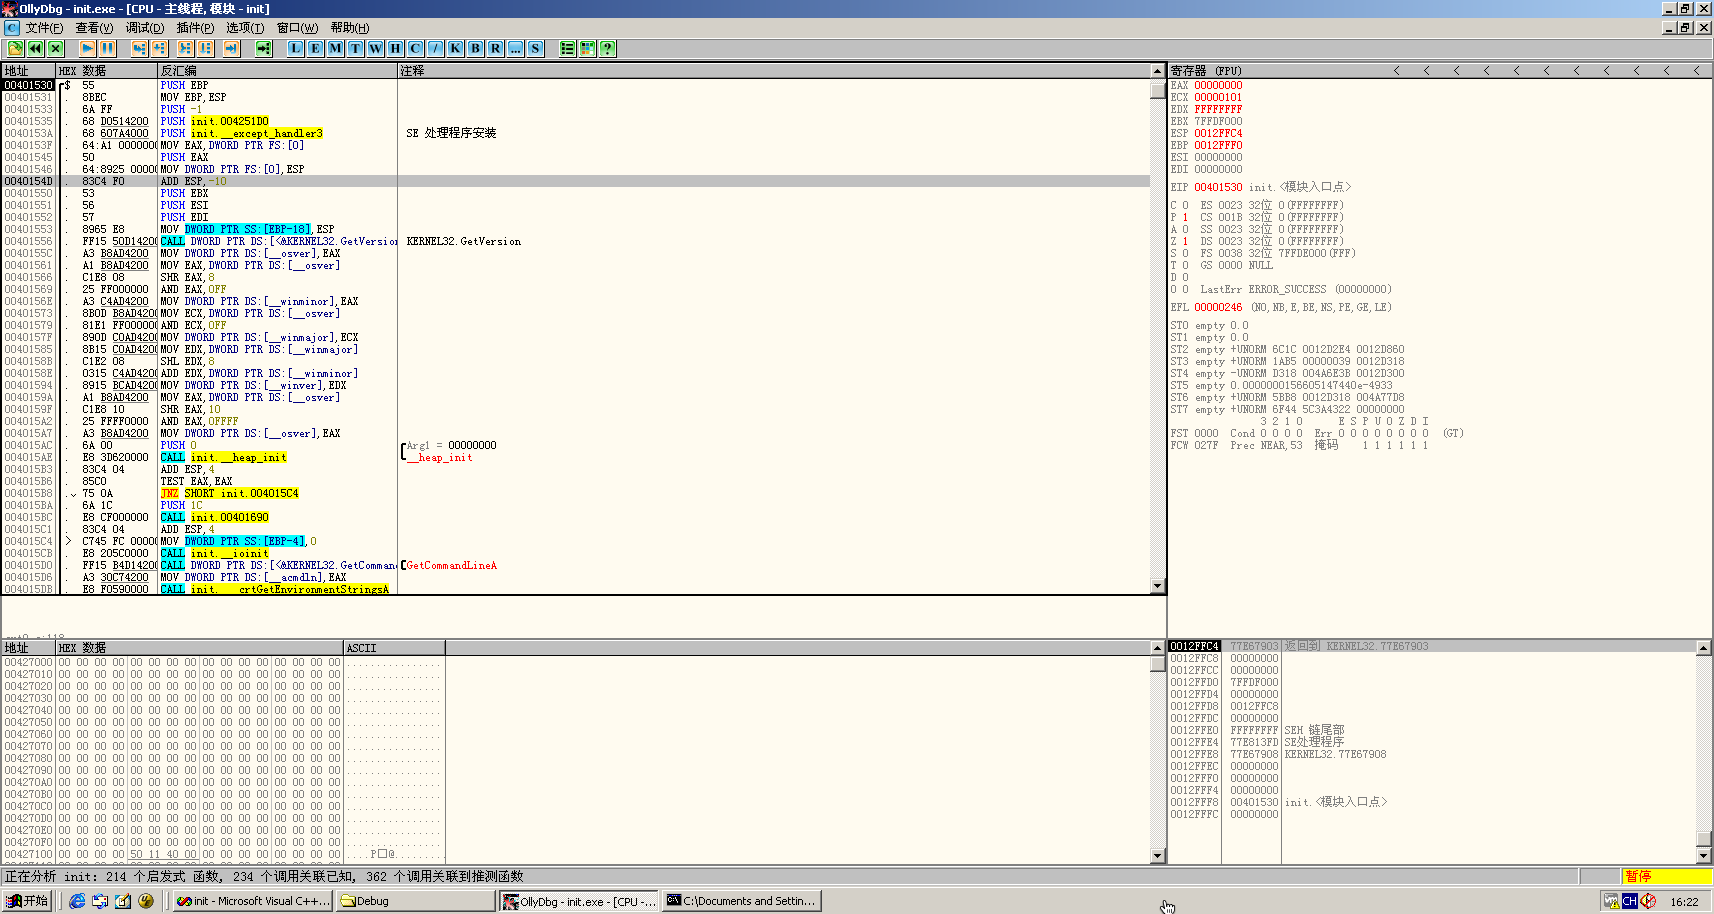 OllyDbg - init.exe - [CPU - 主线程, 模块 - init]
文件(F) 查看(V) 调试(D) 插件(P) 选项(T) 窗口(W) 帮助(H)
L E M T W H C / K B R ... S
地址 HEX 数据 反汇编 注释
00401530 $ 55 PUSH EBP
00401531 . 8BEC MOV EBP,ESP
00401533 . 6A FF PUSH -1
00401535 . 68 D0514200 PUSH init.004251D0
0040153A . 68 607A4000 PUSH init.__except_handler3 SE 处理程序安装
0040153F . 64:A1 0000000 MOV EAX,DWORD PTR FS:[0]
00401545 . 50 PUSH EAX
00401546 . 64:8925 00000 MOV DWORD PTR FS:[0],ESP
0040154D . 83C4 F0 ADD ESP,-10
00401550 . 53 PUSH EBX
00401551 . 56 PUSH ESI
00401552 . 57 PUSH EDI
00401553 . 8965 E8 MOV DWORD PTR SS:[EBP-18],ESP
00401556 . FF15 50D14200 CALL DWORD PTR DS:[<&KERNEL32.GetVersion KERNEL32.GetVersion
0040155C . A3 B8AD4200 MOV DWORD PTR DS:[__osver],EAX
00401561 . A1 B8AD4200 MOV EAX,DWORD PTR DS:[__osver]
00401566 . C1E8 08 SHR EAX,8
00401569 . 25 FF000000 AND EAX,0FF
0040156E . A3 C4AD4200 MOV DWORD PTR DS:[__winminor],EAX
00401573 . 8B0D B8AD4200 MOV ECX,DWORD PTR DS:[__osver]
00401579 . 81E1 FF000000 AND ECX,0FF
0040157F . 890D C0AD4200 MOV DWORD PTR DS:[__winmajor],ECX
00401585 . 8B15 C0AD4200 MOV EDX,DWORD PTR DS:[__winmajor]
0040158B . C1E2 08 SHL EDX,8
0040158E . 0315 C4AD4200 ADD EDX,DWORD PTR DS:[__winminor]
00401594 . 8915 BCAD4200 MOV DWORD PTR DS:[__winver],EDX
0040159A . A1 B8AD4200 MOV EAX,DWORD PTR DS:[__osver]
0040159F . C1E8 10 SHR EAX,10
004015A2 . 25 FFFF0000 AND EAX,0FFFF
004015A7 . A3 B8AD4200 MOV DWORD PTR DS:[__osver],EAX
004015AC . 6A 00 PUSH 0 Arg1 = 00000000
004015AE . E8 3D620000 CALL init.__heap_init __heap_init
004015B3 . 83C4 04 ADD ESP,4
004015B6 . 85C0 TEST EAX,EAX
004015B8 . 75 0A JNZ SHORT init.004015C4
004015BA . 6A 1C PUSH 1C
004015BC . E8 CF000000 CALL init.00401690
004015C1 . 83C4 04 ADD ESP,4
004015C4 > C745 FC 00000 MOV DWORD PTR SS:[EBP-4],0
004015CB . E8 205C0000 CALL init.__ioinit
004015D0 . FF15 B4D14200 CALL DWORD PTR DS:[<&KERNEL32.GetComman GetCommandLineA
004015D6 . A3 30C74200 MOV DWORD PTR DS:[__acmdln],EAX
004015DB . E8 F0590000 CALL init.___crtGetEnvironmentStringsA
寄存器 (FPU) < < < < < < < < < < <
EAX 00000000
ECX 00000101
EDX FFFFFFFF
EBX 7FFDF000
ESP 0012FFC4
EBP 0012FFF0
ESI 00000000
EDI 00000000
EIP 00401530 init.<模块入口点>
C 0 ES 0023 32位 0(FFFFFFFF)
P 1 CS 001B 32位 0(FFFFFFFF)
A 0 SS 0023 32位 0(FFFFFFFF)
Z 1 DS 0023 32位 0(FFFFFFFF)
S 0 FS 0038 32位 7FFDE000(FFF)
T 0 GS 0000 NULL
D 0
O 0 LastErr ERROR_SUCCESS (00000000)
EFL 00000246 (NO,NB,E,BE,NS,PE,GE,LE)
ST0 empty 0.0
ST1 empty 0.0
ST2 empty +UNORM 6C1C 0012D2E4 0012D860
ST3 empty +UNORM 1AB5 00000039 0012D318
ST4 empty -UNORM D318 004A6E3B 0012D300
ST5 empty 0.0000000156605147440e-4933
ST6 empty +UNORM 5BB8 0012D318 004A77D8
ST7 empty +UNORM 6F44 5C3A4322 00000000
3 2 1 0 E S P U O Z D I
FST 0000 Cond 0 0 0 0 Err 0 0 0 0 0 0 0 0 (GT)
FCW 027F Prec NEAR,53 掩码 1 1 1 1 1 1
地址 HEX 数据 ASCII
00427000 00 00 00 00 00 00 00 00 00 00 00 00 00 00 00 00 ................
00427010 00 00 00 00 00 00 00 00 00 00 00 00 00 00 00 00 ................
00427020 00 00 00 00 00 00 00 00 00 00 00 00 00 00 00 00 ................
00427030 00 00 00 00 00 00 00 00 00 00 00 00 00 00 00 00 ................
00427040 00 00 00 00 00 00 00 00 00 00 00 00 00 00 00 00 ................
00427050 00 00 00 00 00 00 00 00 00 00 00 00 00 00 00 00 ................
00427060 00 00 00 00 00 00 00 00 00 00 00 00 00 00 00 00 ................
00427070 00 00 00 00 00 00 00 00 00 00 00 00 00 00 00 00 ................
00427080 00 00 00 00 00 00 00 00 00 00 00 00 00 00 00 00 ................
00427090 00 00 00 00 00 00 00 00 00 00 00 00 00 00 00 00 ................
004270A0 00 00 00 00 00 00 00 00 00 00 00 00 00 00 00 00 ................
004270B0 00 00 00 00 00 00 00 00 00 00 00 00 00 00 00 00 ................
004270C0 00 00 00 00 00 00 00 00 00 00 00 00 00 00 00 00 ................
004270D0 00 00 00 00 00 00 00 00 00 00 00 00 00 00 00 00 ................
004270E0 00 00 00 00 00 00 00 00 00 00 00 00 00 00 00 00 ................
004270F0 00 00 00 00 00 00 00 00 00 00 00 00 00 00 00 00 ................
00427100 00 00 00 00 50 11 40 00 00 00 00 00 00 00 00 00 ....P□@.........
0012FFC4 77E67903 返回到 KERNEL32.77E67903
0012FFC8 00000000
0012FFCC 00000000
0012FFD0 7FFDF000
0012FFD4 00000000
0012FFD8 0012FFC8
0012FFDC 00000000
0012FFE0 FFFFFFFF SEH 链尾部
0012FFE4 77E813FD SE处理程序
0012FFE8 77E67908 KERNEL32.77E67908
0012FFEC 00000000
0012FFF0 00000000
0012FFF4 00000000
0012FFF8 00401530 init.<模块入口点>
0012FFFC 00000000
正在分析 init: 214 个启发式 函数, 234 个调用关联已知, 362 个调用关联到推测函数 暂停
开始 init - Microsoft Visual C++... Debug OllyDbg - init.exe - [CPU -... C:\Documents and Settin... CH 16:22